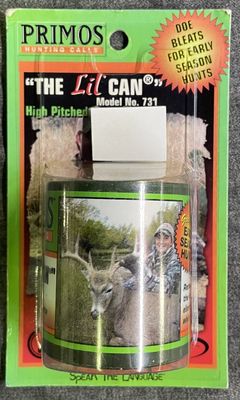 PRIMOS
HUNTING CALLS
DOE
BLEATS
FOR EARLY
SEASON
HUNTS
"THE Lil' CAN®"
Model No. 731
High Pitched
SPEAK THE LANGUAGE